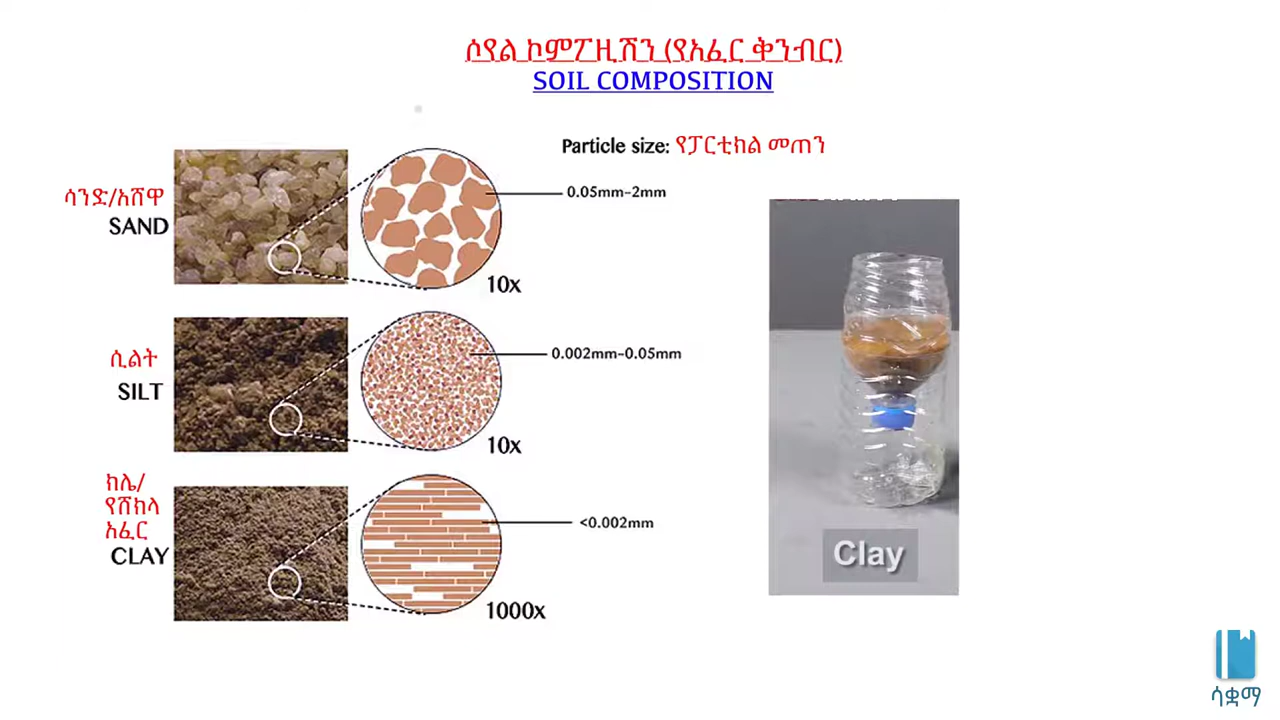 ሶየል ኮምፖዚሽን (የአፈር ቅንብር)
SOIL COMPOSITION
Particle size: የፓርቲክል መጠን
ሳንድ/አሸዋ
SAND
0.05mm–2mm
10x
ሲልት
SILT
0.002mm–0.05mm
10x
ክሌ/
የሸክላ
አፈር
CLAY
<0.002mm
1000x
Clay
ሳቋማ